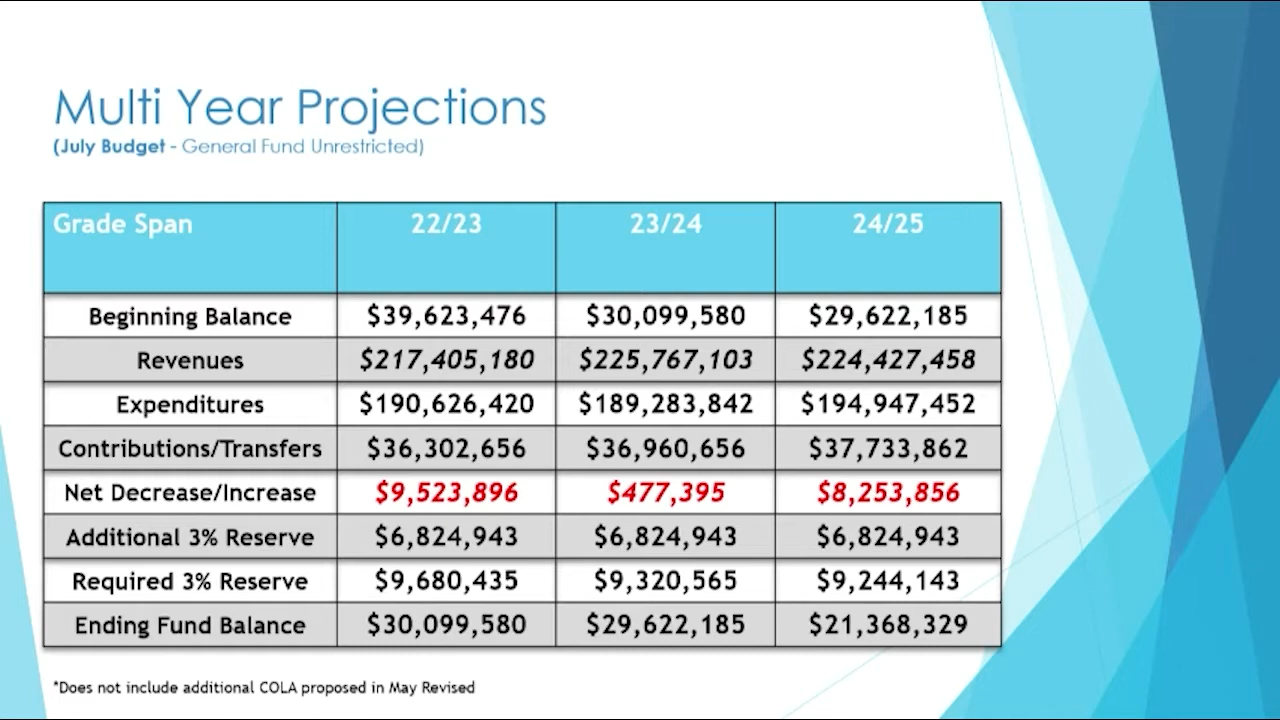 Multi Year Projections
(July Budget - General Fund Unrestricted)
Grade Span 22/23 23/24 24/25
Beginning Balance $39,623,476 $30,099,580 $29,622,185
Revenues $217,405,180 $225,767,103 $224,427,458
Expenditures $190,626,420 $189,283,842 $194,947,452
Contributions/Transfers $36,302,656 $36,960,656 $37,733,862
Net Decrease/Increase $9,523,896 $477,395 $8,253,856
Additional 3% Reserve $6,824,943 $6,824,943 $6,824,943
Required 3% Reserve $9,680,435 $9,320,565 $9,244,143
Ending Fund Balance $30,099,580 $29,622,185 $21,368,329
*Does not include additional COLA proposed in May Revised